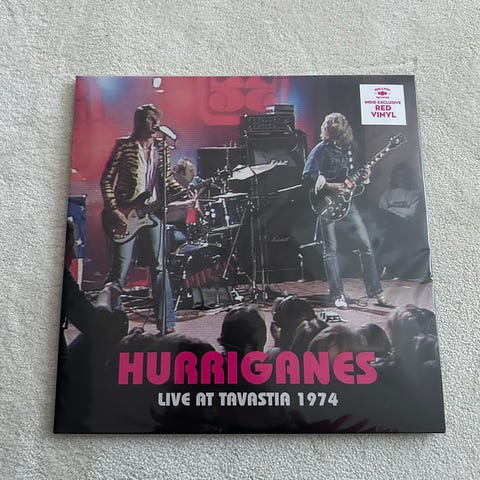 INDIE EXCLUSIVE
RED
VINYL
HURRIGANES
LIVE AT TAVASTIA 1974